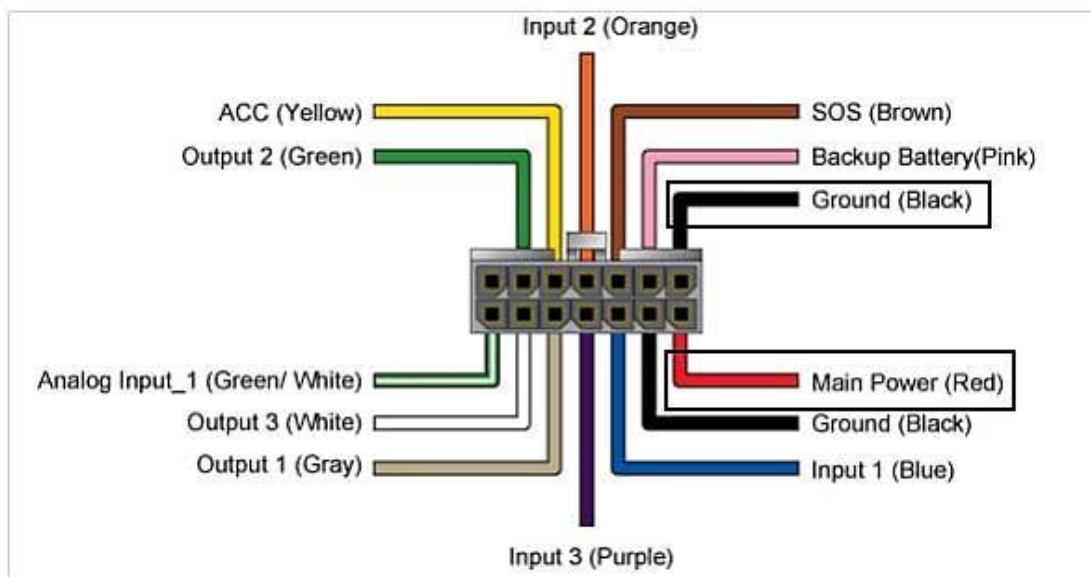 Input 2 (Orange)
ACC (Yellow)
SOS (Brown)
Output 2 (Green)
Backup Battery(Pink)
Ground (Black)
Analog Input_1 (Green/ White)
Main Power (Red)
Output 3 (White)
Ground (Black)
Output 1 (Gray)
Input 1 (Blue)
Input 3 (Purple)